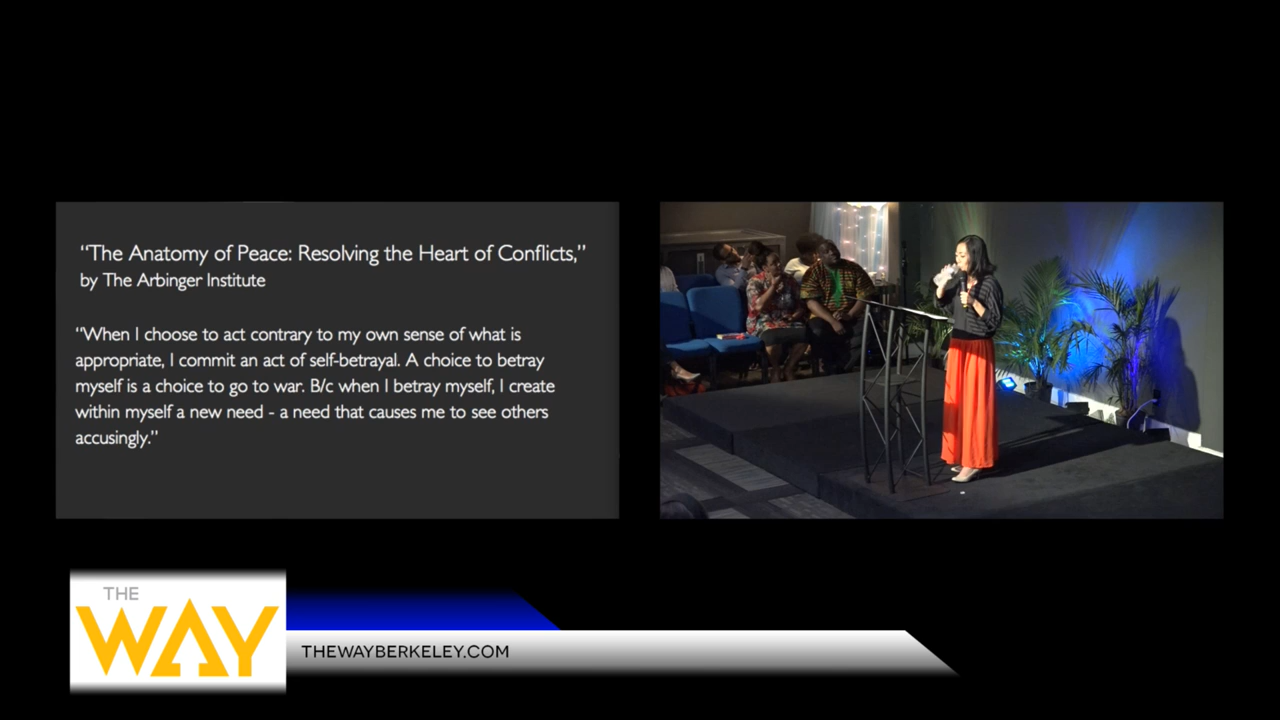 “The Anatomy of Peace: Resolving the Heart of Conflicts,”
by The Arbinger Institute
“When I choose to act contrary to my own sense of what is
appropriate, I commit an act of self-betrayal. A choice to betray
myself is a choice to go to war. B/c when I betray myself, I create
within myself a new need - a need that causes me to see others
accusingly.”
THE
WAY
THEWAYBERKELEY.COM